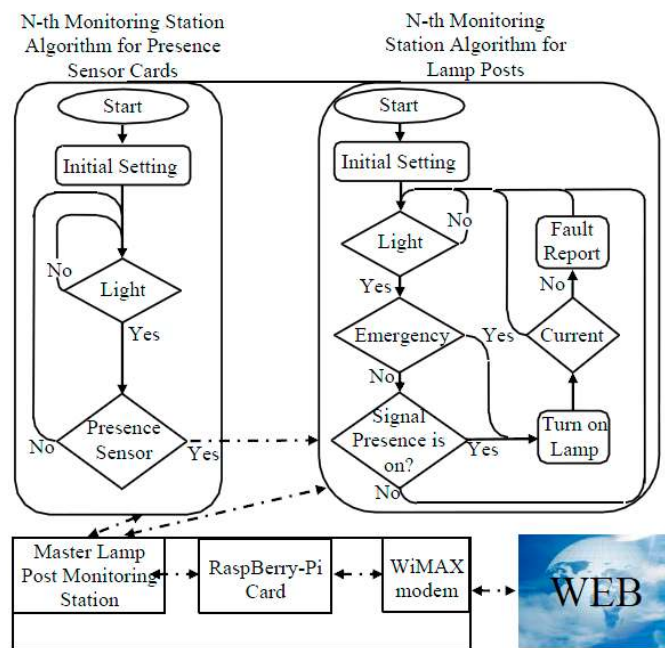 N-th Monitoring Station
Algorithm for Presence
Sensor Cards
Start
Initial Setting
No
Light
Yes
No
Presence
Sensor
Yes
N-th Monitoring
Station Algorithm for
Lamp Posts
Start
Initial Setting
Light
No
Yes
Emergency
Yes
No
Signal
Presence is
on?
Yes
No
Turn on
Lamp
Current
No
Fault
Report
Master Lamp
Post Monitoring
Station
RaspBerry-Pi
Card
WiMAX
modem
WEB